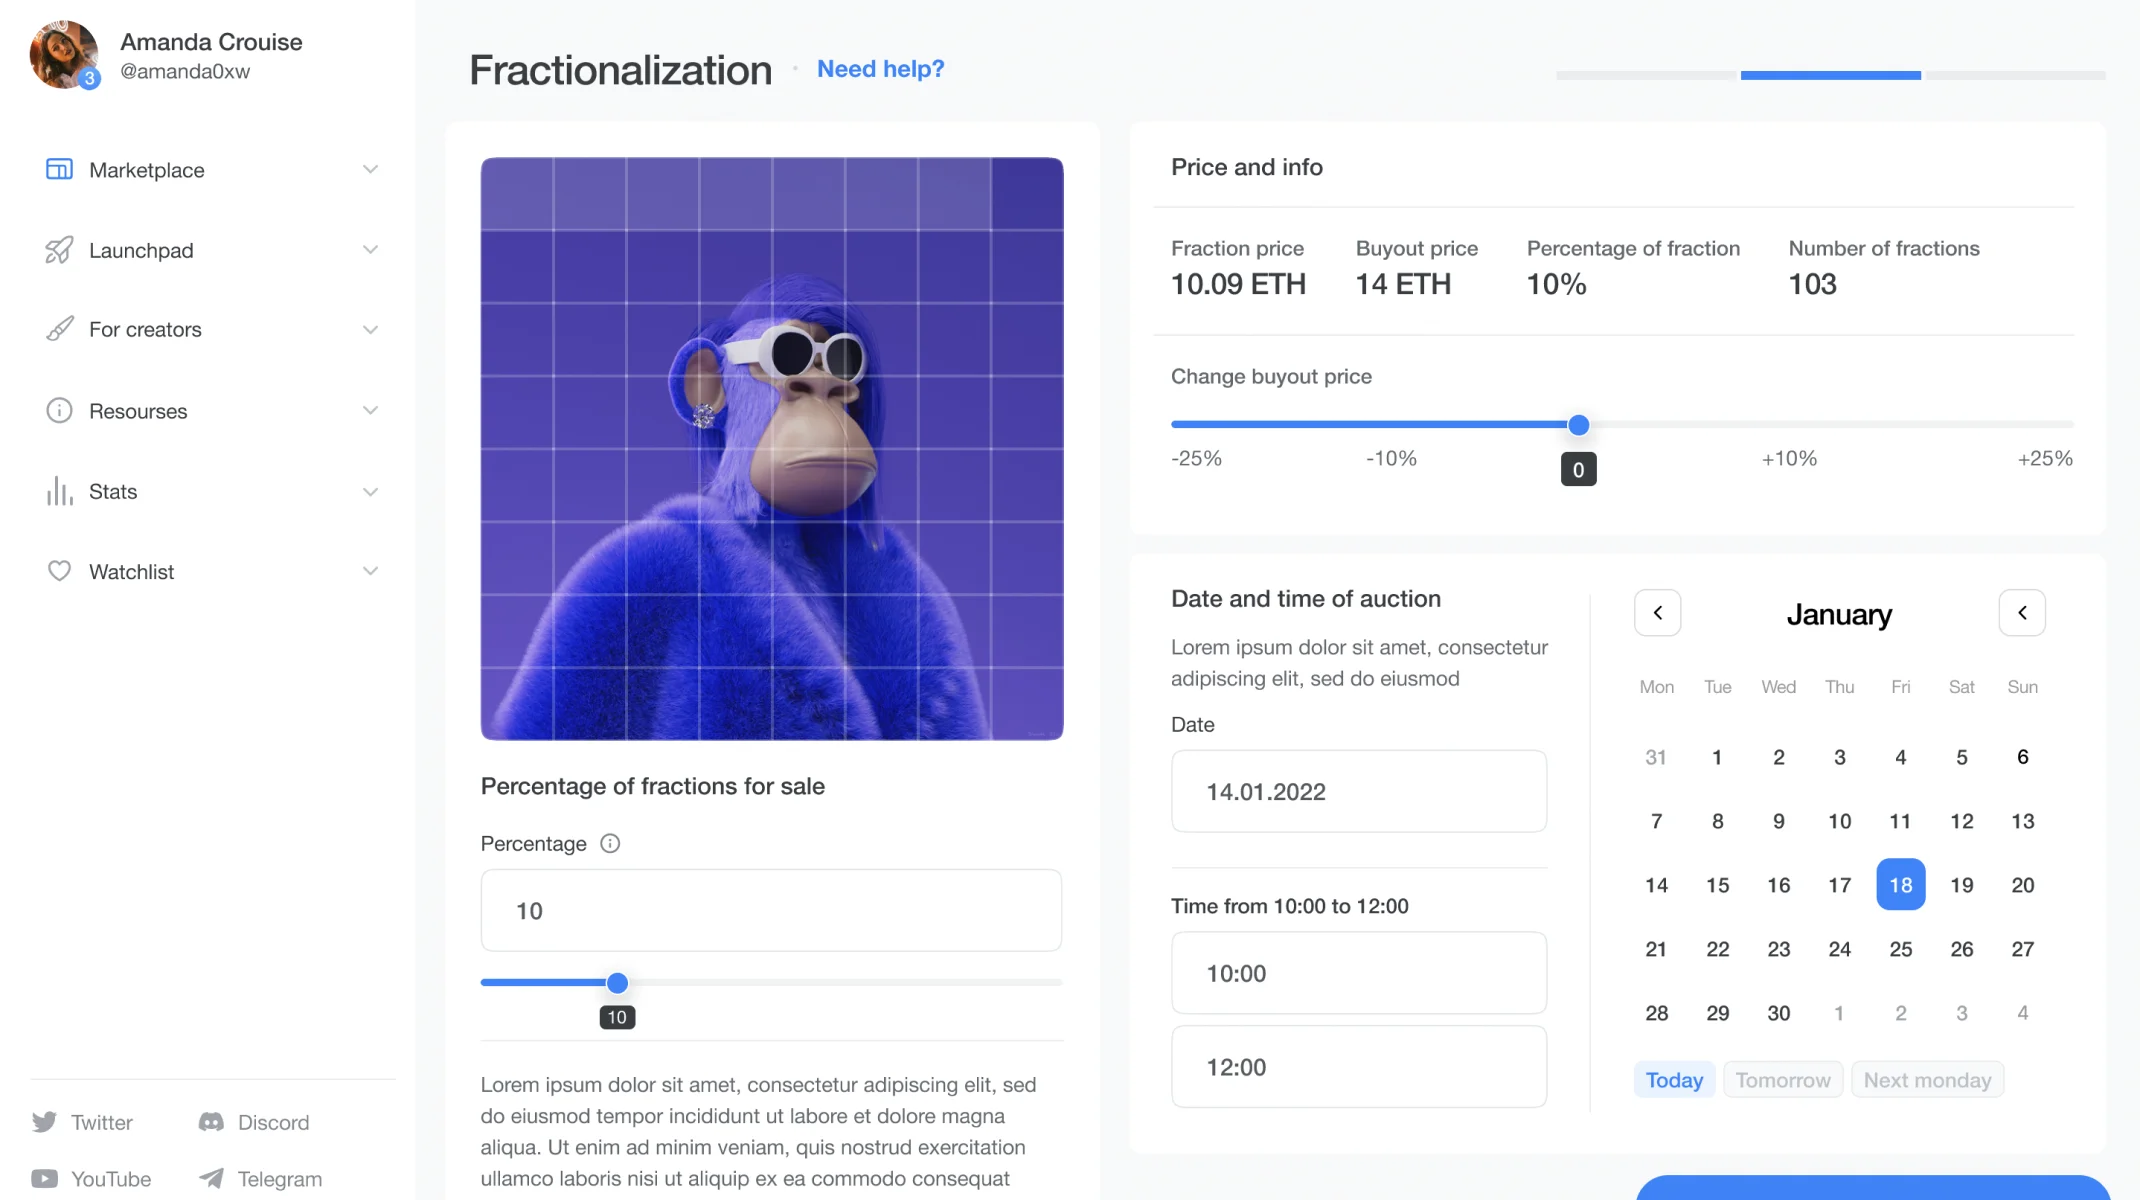 Amanda Crouise
@amanda0xw
3
Marketplace
Launchpad
For creators
Resourses
Stats
Watchlist
Twitter
Discord
YouTube
Telegram
Fractionalization
Need help?
Percentage of fractions for sale
Percentage
10
10
Lorem ipsum dolor sit amet, consectetur adipiscing elit, sed
do eiusmod tempor incididunt ut labore et dolore magna
aliqua. Ut enim ad minim veniam, quis nostrud exercitation
ullamco laboris nisi ut aliquip ex ea commodo consequat
Price and info
Fraction price
10.09 ETH
Buyout price
14 ETH
Percentage of fraction
10%
Number of fractions
103
Change buyout price
-25% -10% 0 +10% +25%
Date and time of auction
Lorem ipsum dolor sit amet, consectetur
adipiscing elit, sed do eiusmod
Date
14.01.2022
Time from 10:00 to 12:00
10:00
12:00
January
Mon Tue Wed Thu Fri Sat Sun
31 1 2 3 4 5 6
7 8 9 10 11 12 13
14 15 16 17 18 19 20
21 22 23 24 25 26 27
28 29 30 1 2 3 4
Today Tomorrow Next monday